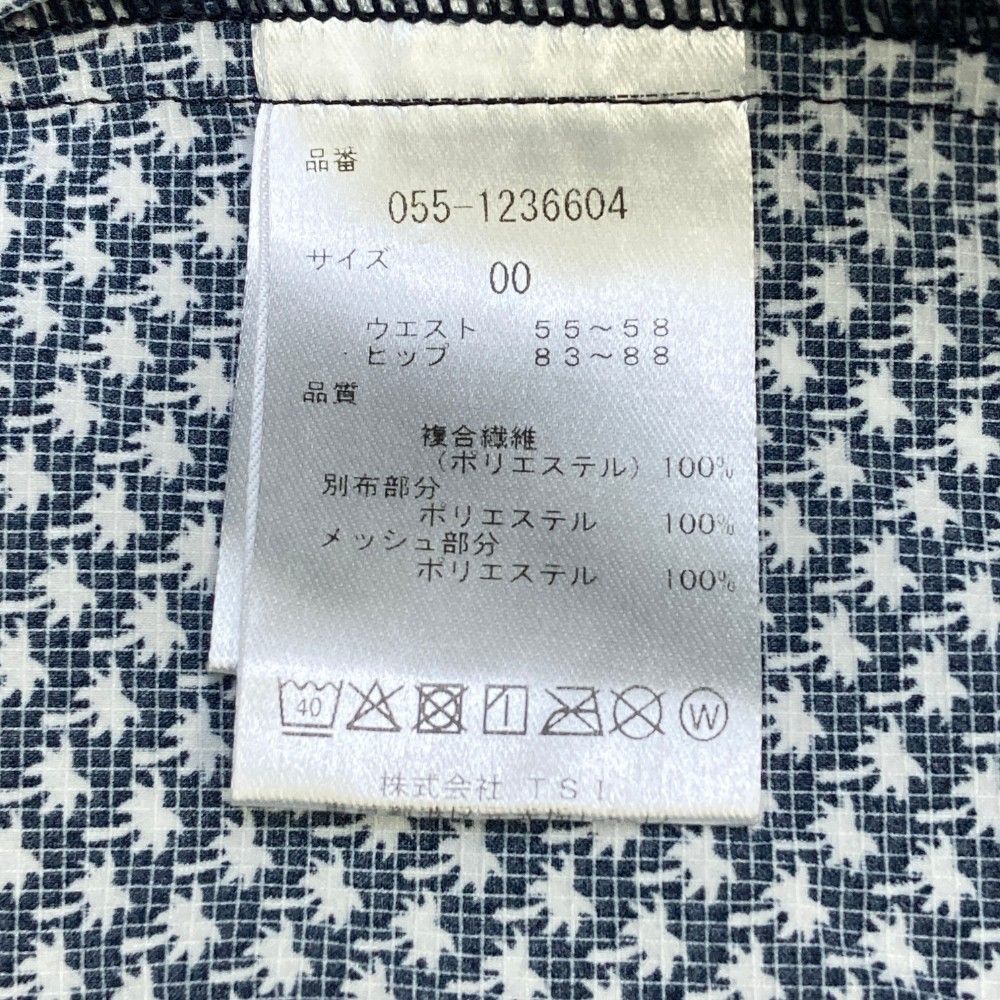 品番
055-1236604
サイズ 00
ウエスト 55~58
ヒップ 83~88
品質
複合繊維
(ポリエステル) 100%
別布部分
ポリエステル 100%
メッシュ部分
ポリエステル 100%
40 W
株式会社 TSI